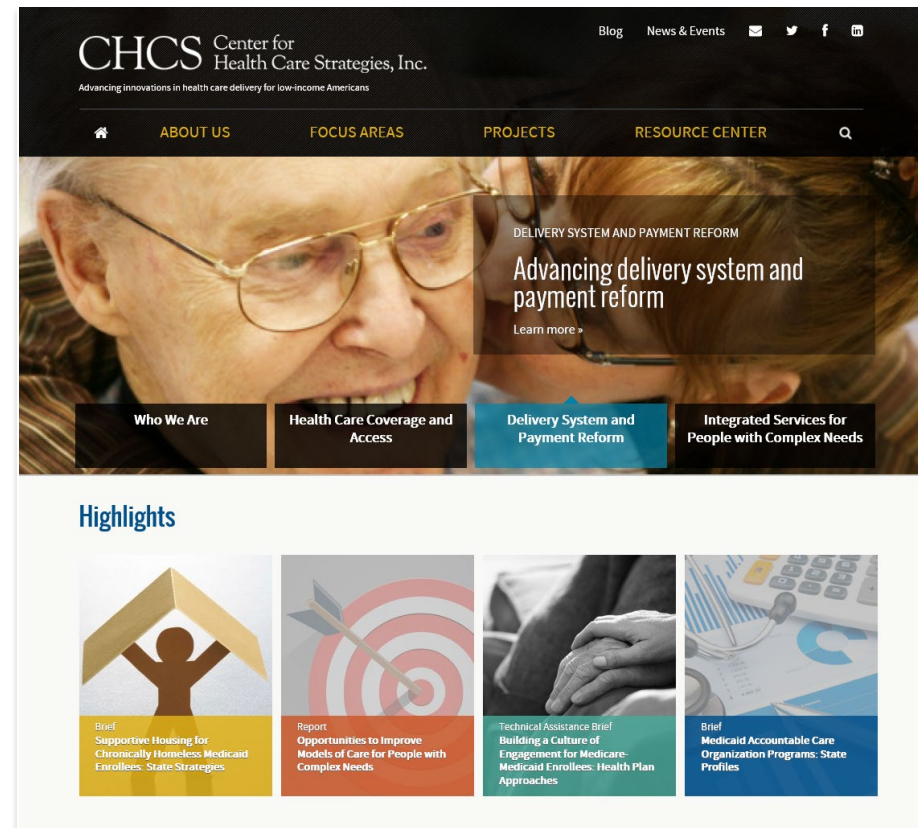 Blog News & Events
CHCS Center for
Health Care Strategies, Inc.
Advancing innovations in health care delivery for low-income Americans
ABOUT US FOCUS AREAS PROJECTS RESOURCE CENTER
DELIVERY SYSTEM AND PAYMENT REFORM
Advancing delivery system and
payment reform
Learn more »
Who We Are
Health Care Coverage and
Access
Delivery System and
Payment Reform
Integrated Services for
People with Complex Needs
Highlights
Brief
Supportive Housing for
Chronically Homeless Medicaid
Enrollees: State Strategies
Report
Opportunities to Improve
Models of Care for People with
Complex Needs
Technical Assistance Brief
Building a Culture of
Engagement for Medicare-
Medicaid Enrollees: Health Plan
Approaches
Brief
Medicaid Accountable Care
Organization Programs: State
Profiles